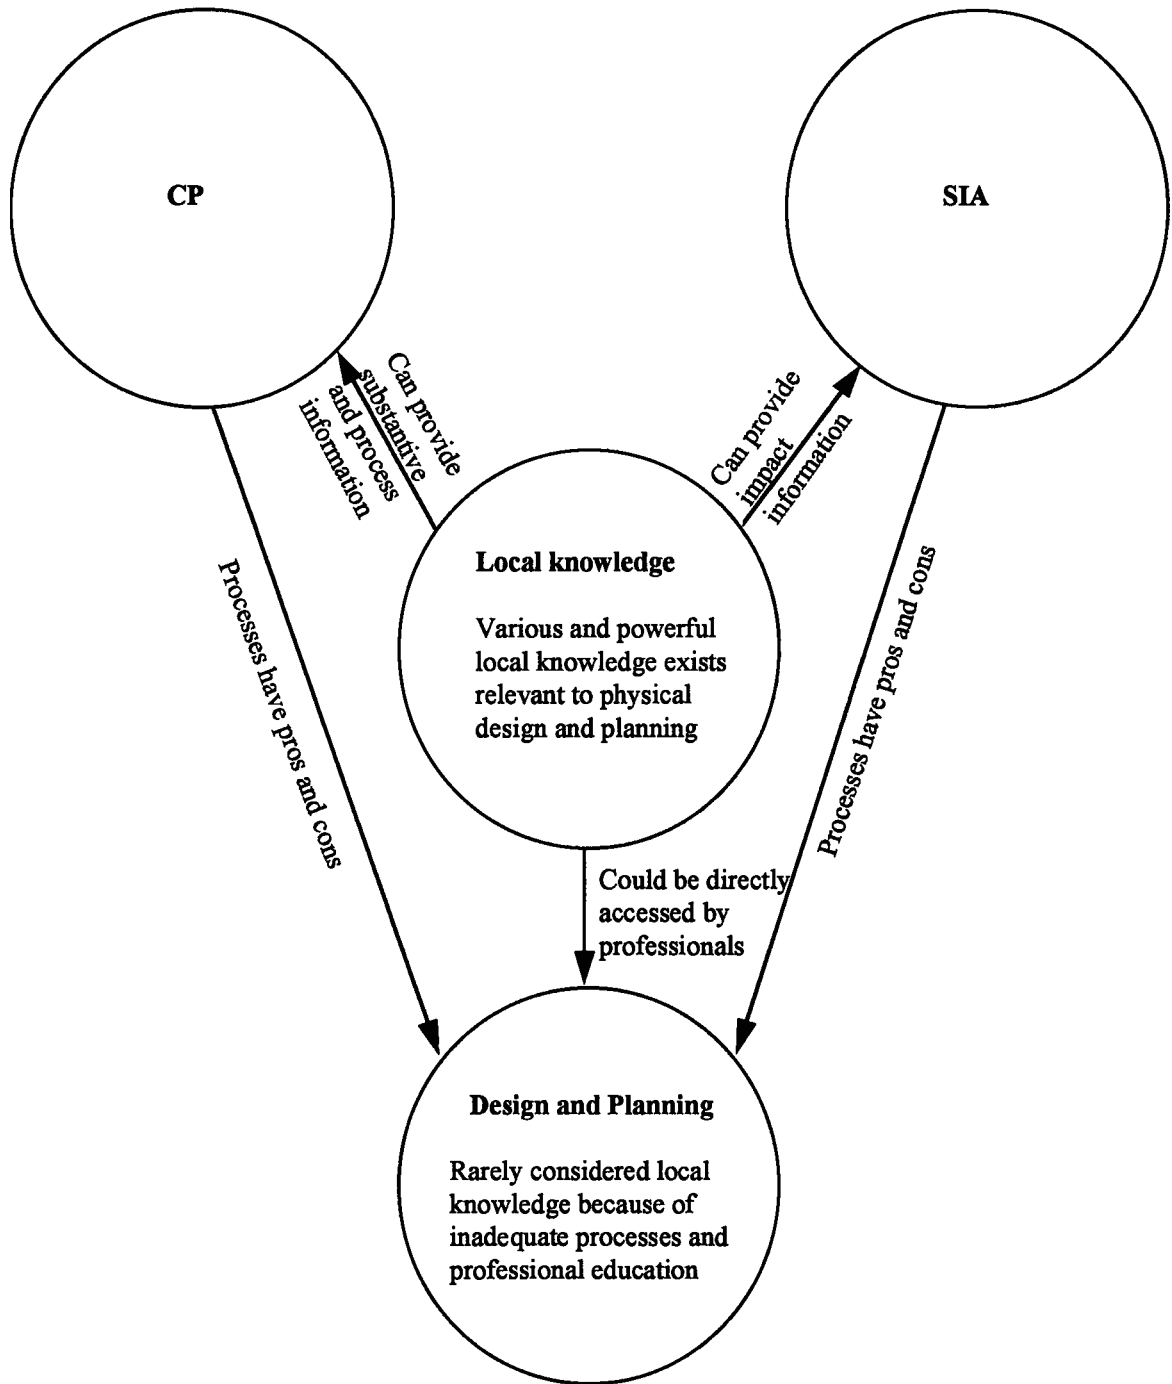 CP
SIA
Can provide
substantive
and process
information
Can provide
impact
information
Local knowledge
Various and powerful
local knowledge exists
relevant to physical
design and planning
Processes have pros and cons
Processes have pros and cons
Could be directly
accessed by
professionals
Design and Planning
Rarely considered local
knowledge because of
inadequate processes and
professional education